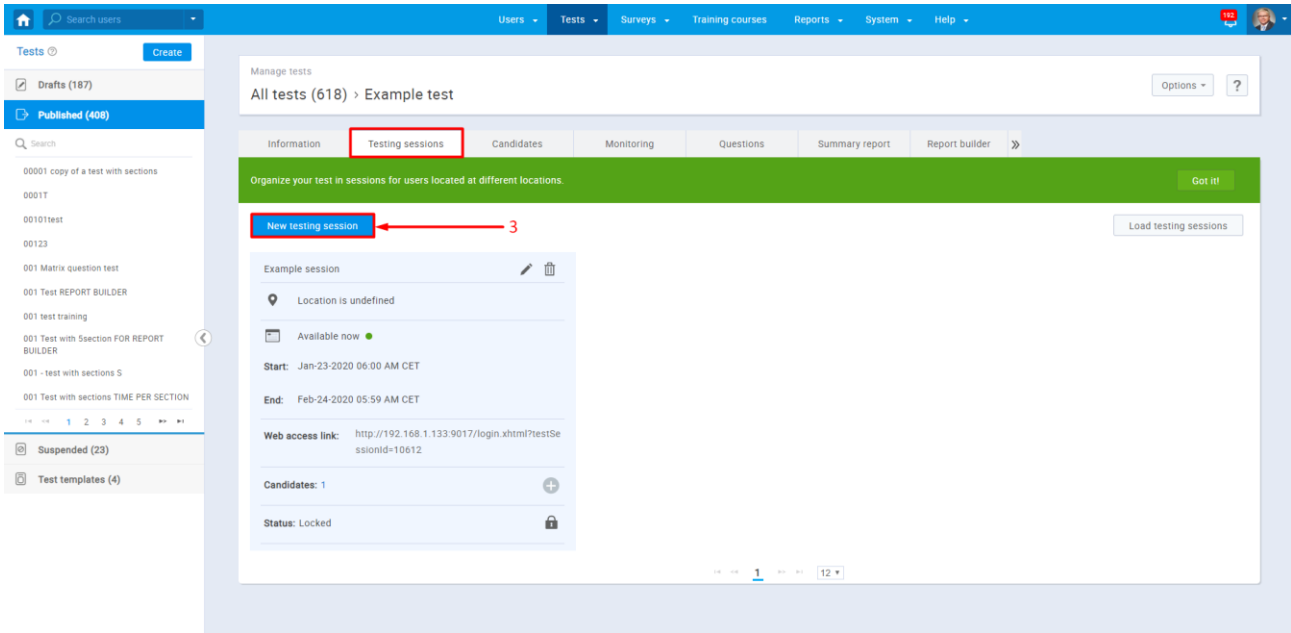 Search users
Users
Tests
Surveys
Training courses
Reports
System
Help
192
Tests
Create
Drafts (187)
Published (408)
Search
00001 copy of a test with sections
0001T
00101test
00123
001 Matrix question test
001 Test REPORT BUILDER
001 test training
001 Test with 5section FOR REPORT
BUILDER
001 - test with sections S
001 Test with sections TIME PER SECTION
1 2 3 4 5
Suspended (23)
Test templates (4)
Manage tests
All tests (618) › Example test
Options
?
Information
Testing sessions
Candidates
Monitoring
Questions
Summary report
Report builder
Organize your test in sessions for users located at different locations.
Got it!
New testing session
3
Load testing sessions
Example session
Location is undefined
Available now
Start: Jan-23-2020 06:00 AM CET
End: Feb-24-2020 05:59 AM CET
Web access link: http://192.168.1.133:9017/login.xhtml?testSe
ssionId=10612
Candidates: 1
Status: Locked
1
12